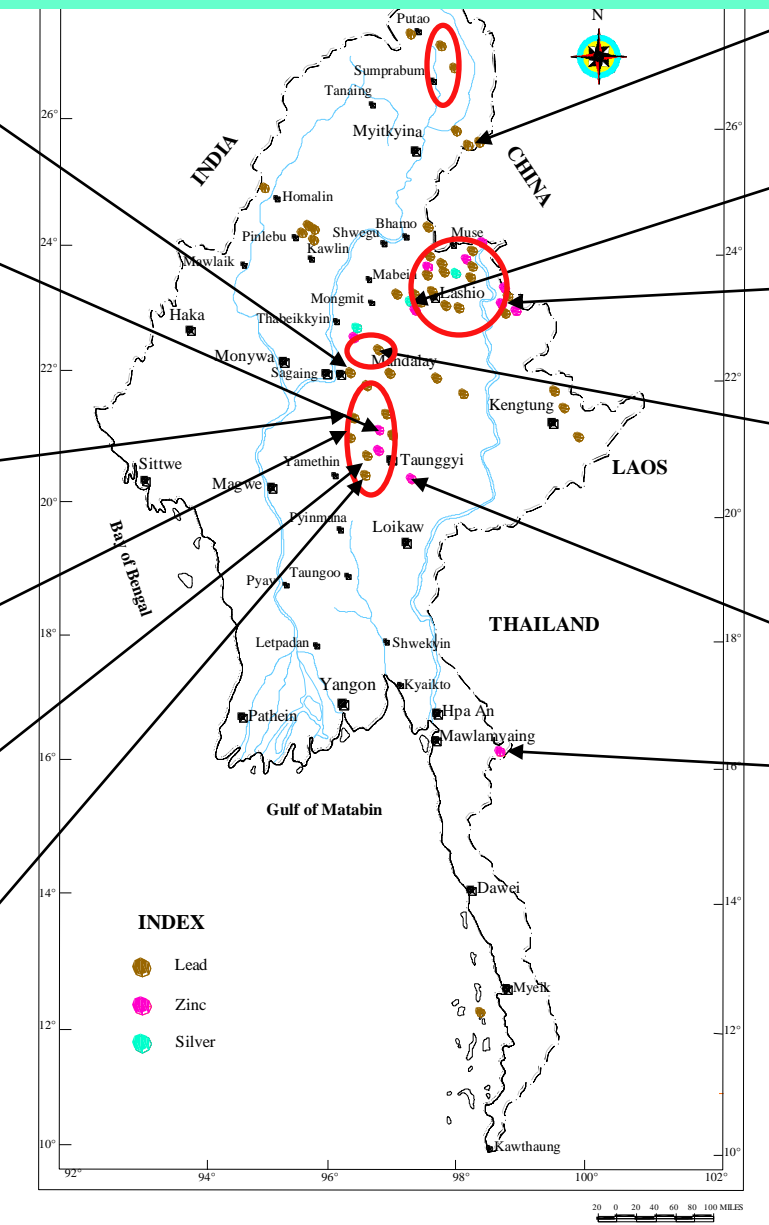 Putao
N
Sumprabum
Tanaing
26°
Myitkyina
26°
INDIA
CHINA
Homalin
Bhamo
Pinlebu
Shwegu
Muse
24°
24°
Kawlin
Mawlaik
Mabein
Lashio
Mongmit
Haka
Thabeikkyin
Monywa
Mandalay
22°
Sagaing
22°
Kengtung
Sittwe
Yamethin
Taunggyi
LAOS
Magwe
20°
Pyinmana
20°
Loikaw
Bay of Bengal
Pyay
Taungoo
THAILAND
18°
18°
Letpadan
Shwekyin
Yangon
Kyaikto
Pathein
Hpa An
Mawlamyaing
16°
16°
Gulf of Matabin
14°
Dawei
14°
INDEX
Lead
Zinc
Silver
Myeik
12°
12°
10°
Kawthaung
10°
92°
94°
96°
98°
100°
102°
20 0 20 40 60 80 100 MILES